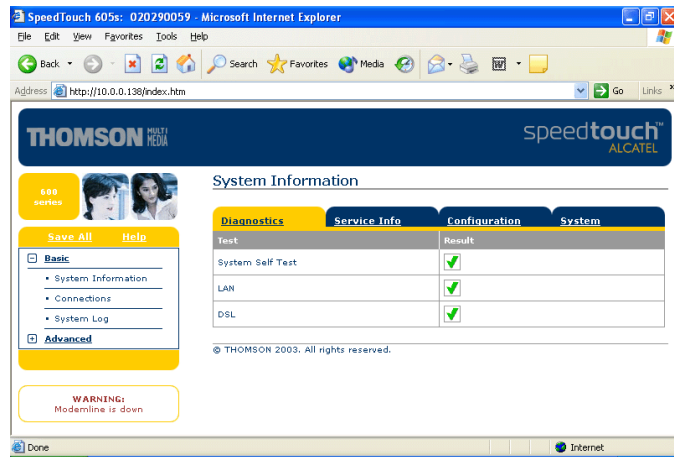 SpeedTouch 605s: 020290059 - Microsoft Internet Explorer
File Edit View Favorites Tools Help
Back Search Favorites Media
Address http://10.0.0.138/index.htm Go Links »
THOMSON MULTI MEDIA
speedtouch™
ALCATEL
600 series
System Information
Diagnostics Service Info Configuration System
Save All Help
Test Result
Basic
System Self Test
System Information
LAN
Connections
DSL
System Log
Advanced
© THOMSON 2003. All rights reserved.
WARNING:
Modemline is down
Done Internet